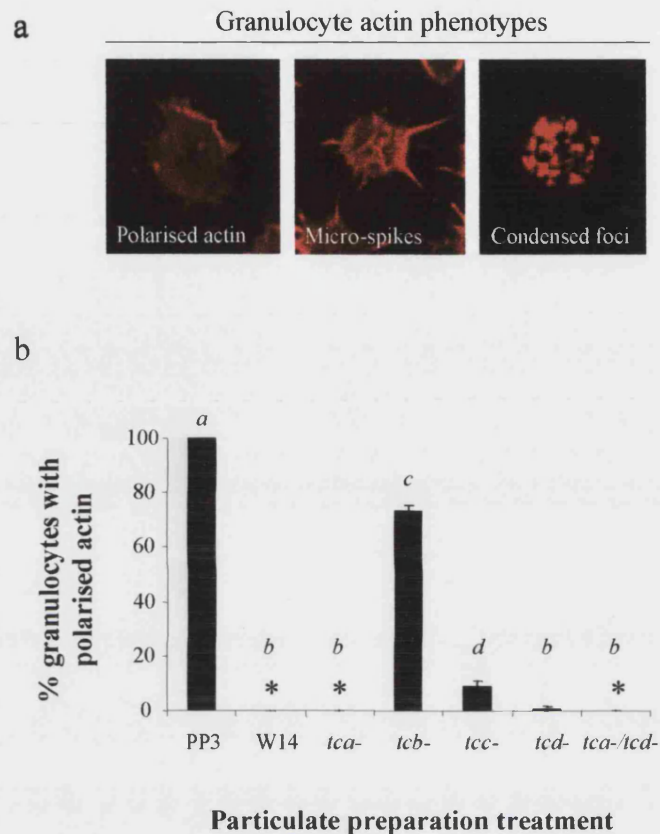 a
Granulocyte actin phenotypes
Polarised actin
Micro-spikes
Condensed foci
b
% granulocytes with
polarised actin
100
80
60
40
20
0
a
b
b
c
d
b
b
*
*
*
PP3
W14
tca-
tcb-
tcc-
tcd-
tca-/tcd-
Particulate preparation treatment